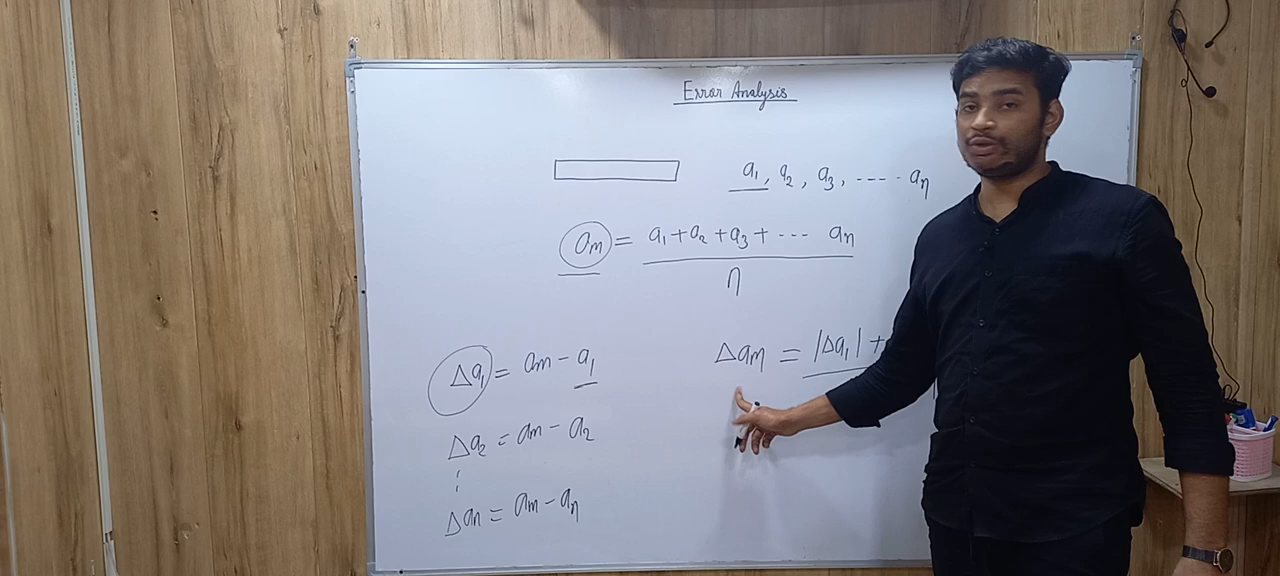 Error Analysis
a₁, a₂, a₃, ---- aₙ
aₘ = a₁+a₂+a₃+ --- aₙ
n
Δa₁ = aₘ - a₁
Δaₘ = |Δa₁| +
Δa₂ = aₘ - a₂
Δaₙ = aₘ - aₙ